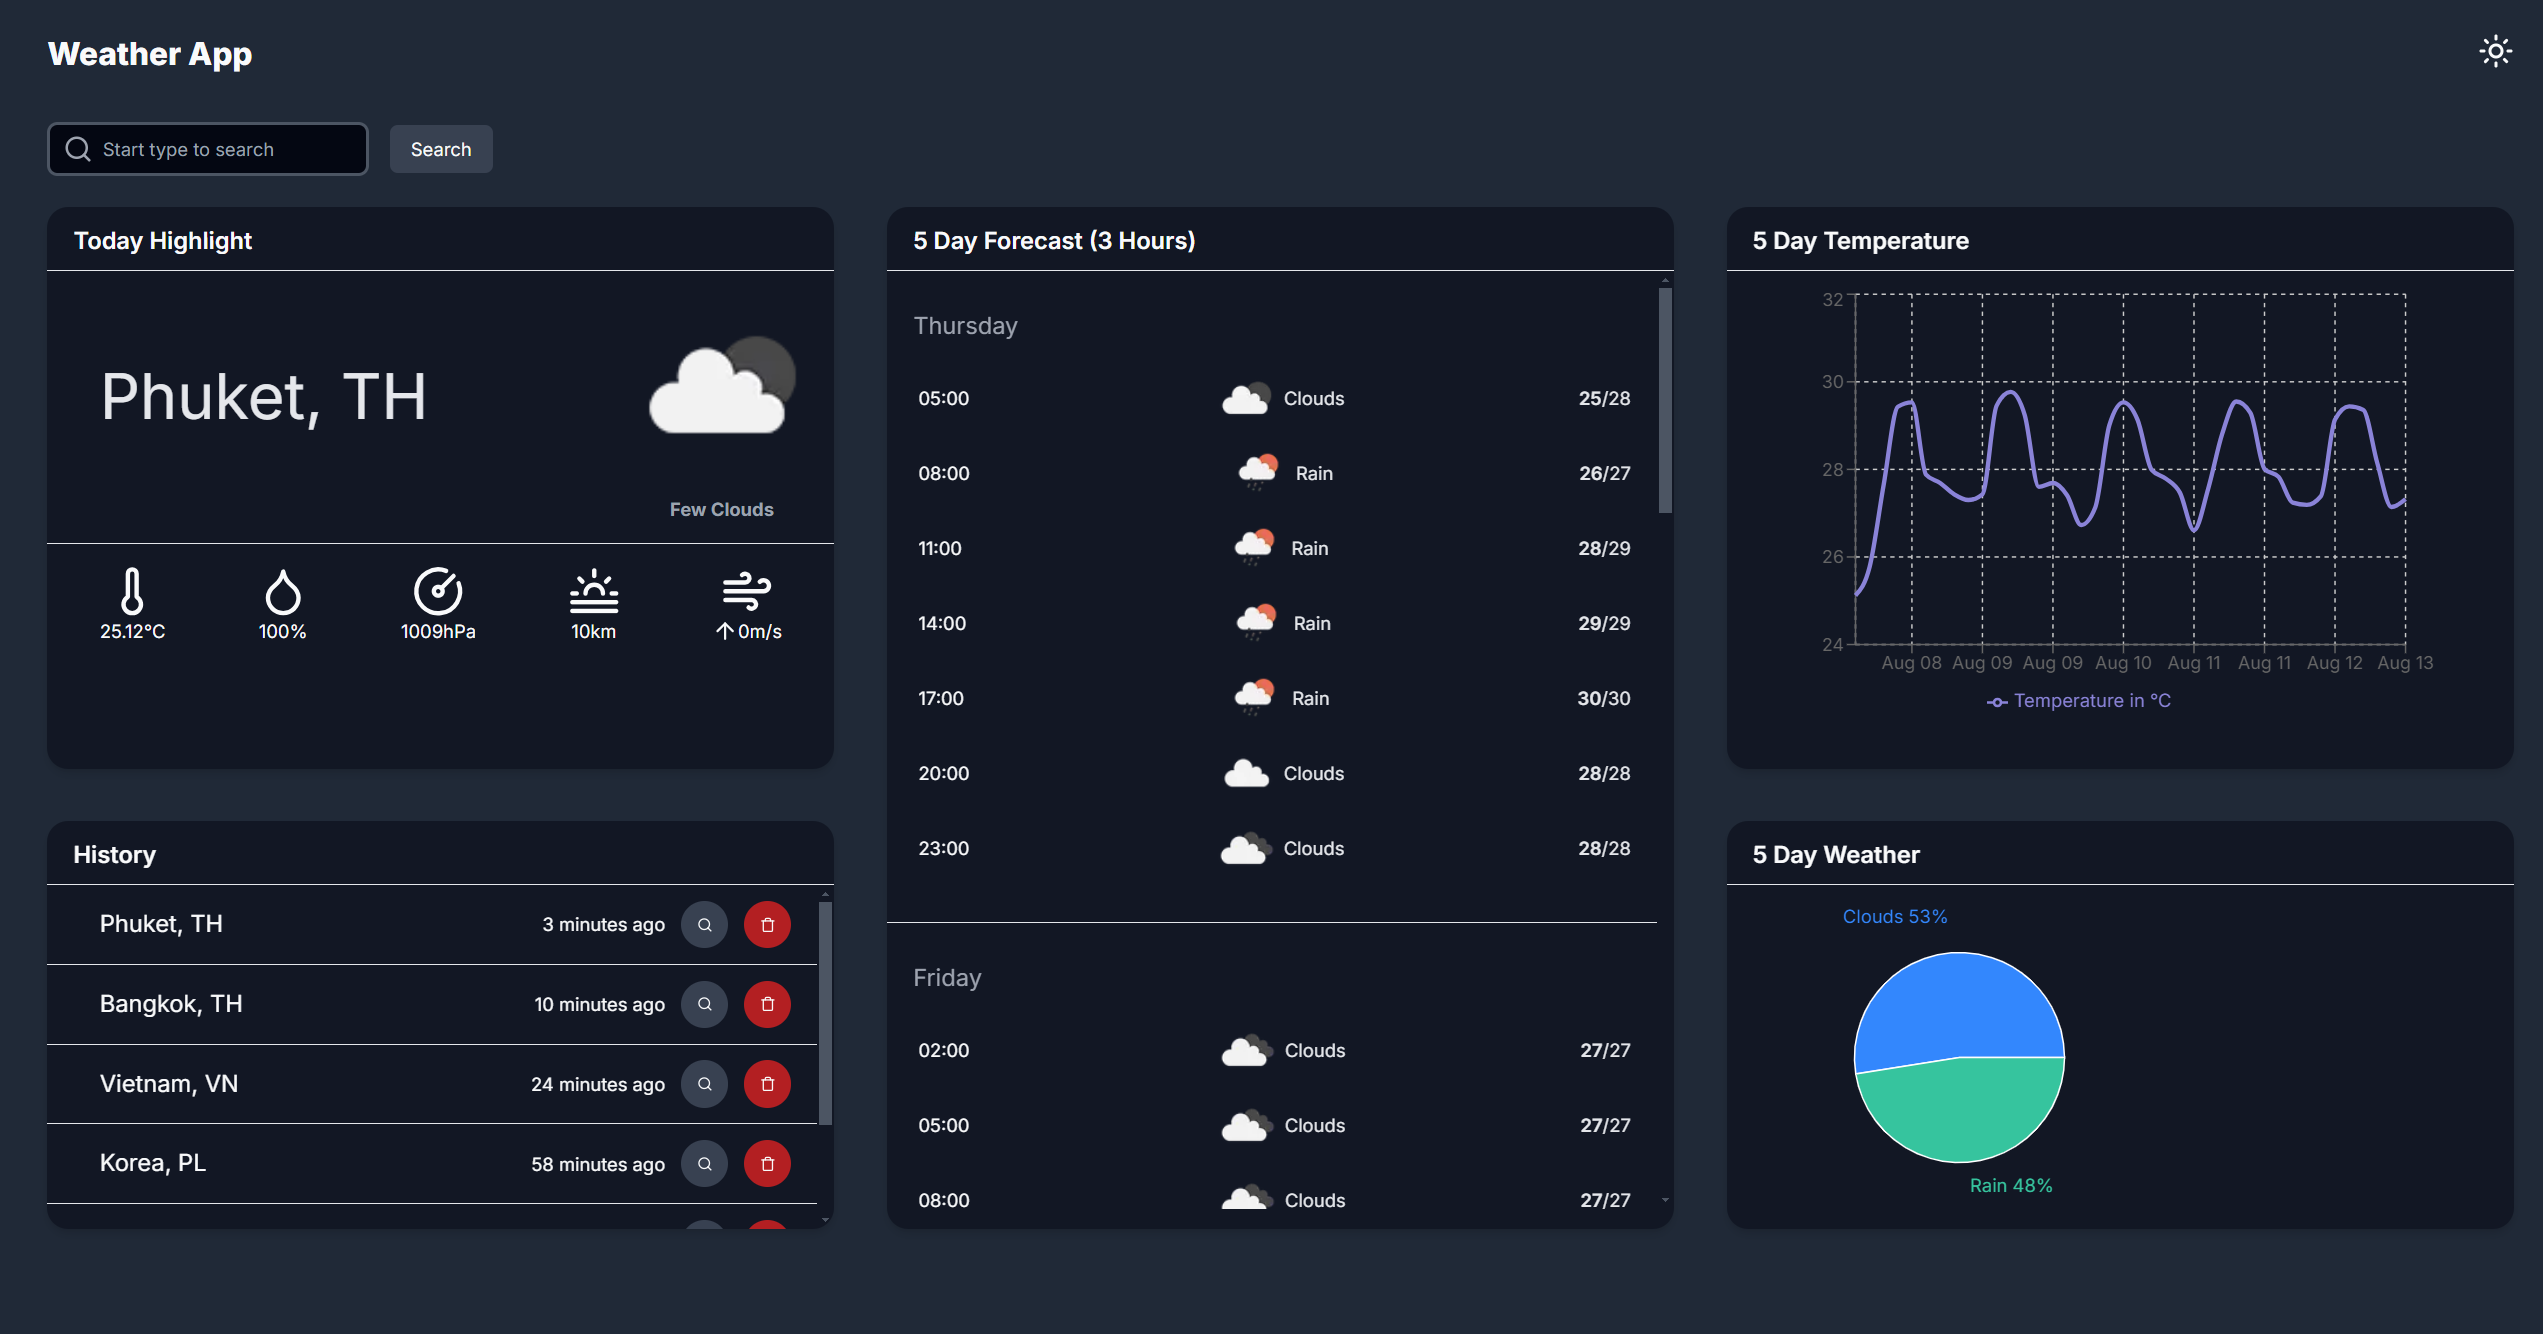 Weather App
Start type to search
Search
Today Highlight
Phuket, TH
Few Clouds
25.12°C 100% 1009hPa 10km 0m/s
History
Phuket, TH 3 minutes ago
Bangkok, TH 10 minutes ago
Vietnam, VN 24 minutes ago
Korea, PL 58 minutes ago
5 Day Forecast (3 Hours)
Thursday
05:00 Clouds 25/28
08:00 Rain 26/27
11:00 Rain 28/29
14:00 Rain 29/29
17:00 Rain 30/30
20:00 Clouds 28/28
23:00 Clouds 28/28
Friday
02:00 Clouds 27/27
05:00 Clouds 27/27
08:00 Clouds 27/27
5 Day Temperature
32
30
28
26
24
Aug 08 Aug 09 Aug 09 Aug 10 Aug 11 Aug 11 Aug 12 Aug 13
Temperature in °C
5 Day Weather
Clouds 53%
Rain 48%